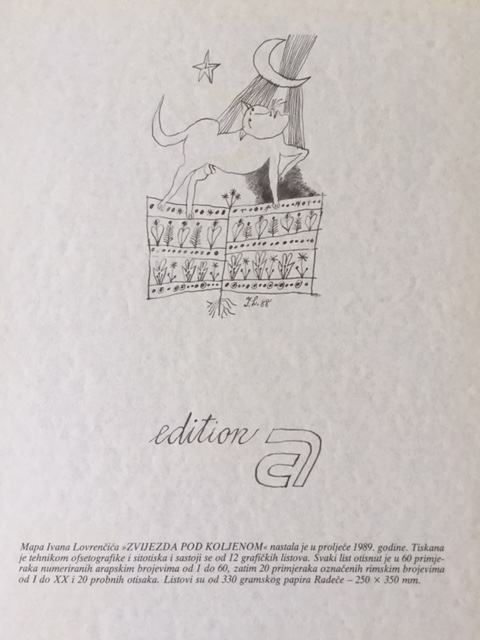 I.L. 88
edition a
Mapa Ivana Lovrenčića »ZVIJEZDA POD KOLJENOM« nastala je u proljeće 1989. godine. Tiskana
je tehnikom ofsetografike i sitotiska i sastoji se od 12 grafičkih listova. Svaki list otisnut je u 60 primje-
raka numeriranih arapskim brojevima od 1 do 60, zatim 20 primjeraka označenih rimskim brojevima
od I do XX i 20 probnih otisaka. Listovi su od 330 gramskog papira Radeče – 250 × 350 mm.